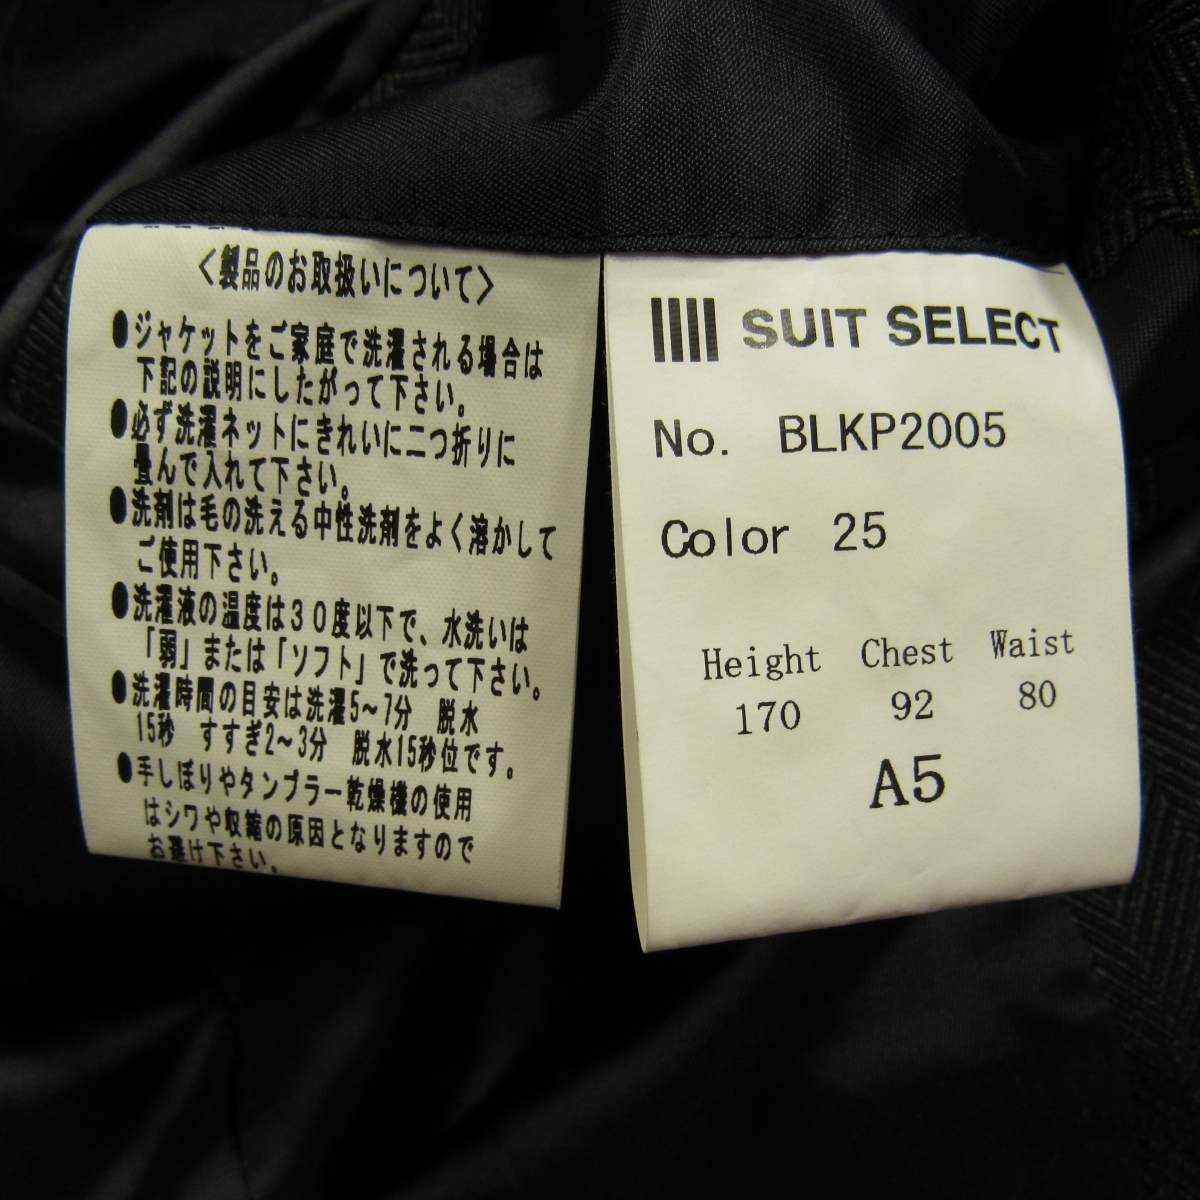 ＜製品のお取扱いについて＞
●ジャケットをご家庭で洗濯される場合は
下記の説明にしたがって下さい。
●必ず洗濯ネットにきれいに二つ折りに
畳んで入れて下さい。
●洗剤は毛の洗える中性洗剤をよく溶かして
ご使用下さい。
●洗濯液の温度は３０度以下で、水洗いは
「弱」または「ソフト」で洗って下さい。
●洗濯時間の目安は洗濯5～7分　脱水
15秒　すすぎ2～3分　脱水15秒位です。
●手しぼりやタンブラー乾燥機の使用
はシワや収縮の原因となりますので
お避け下さい。
SUIT SELECT
No. BLKP2005
Color 25
Height Chest Waist
170 92 80
A5